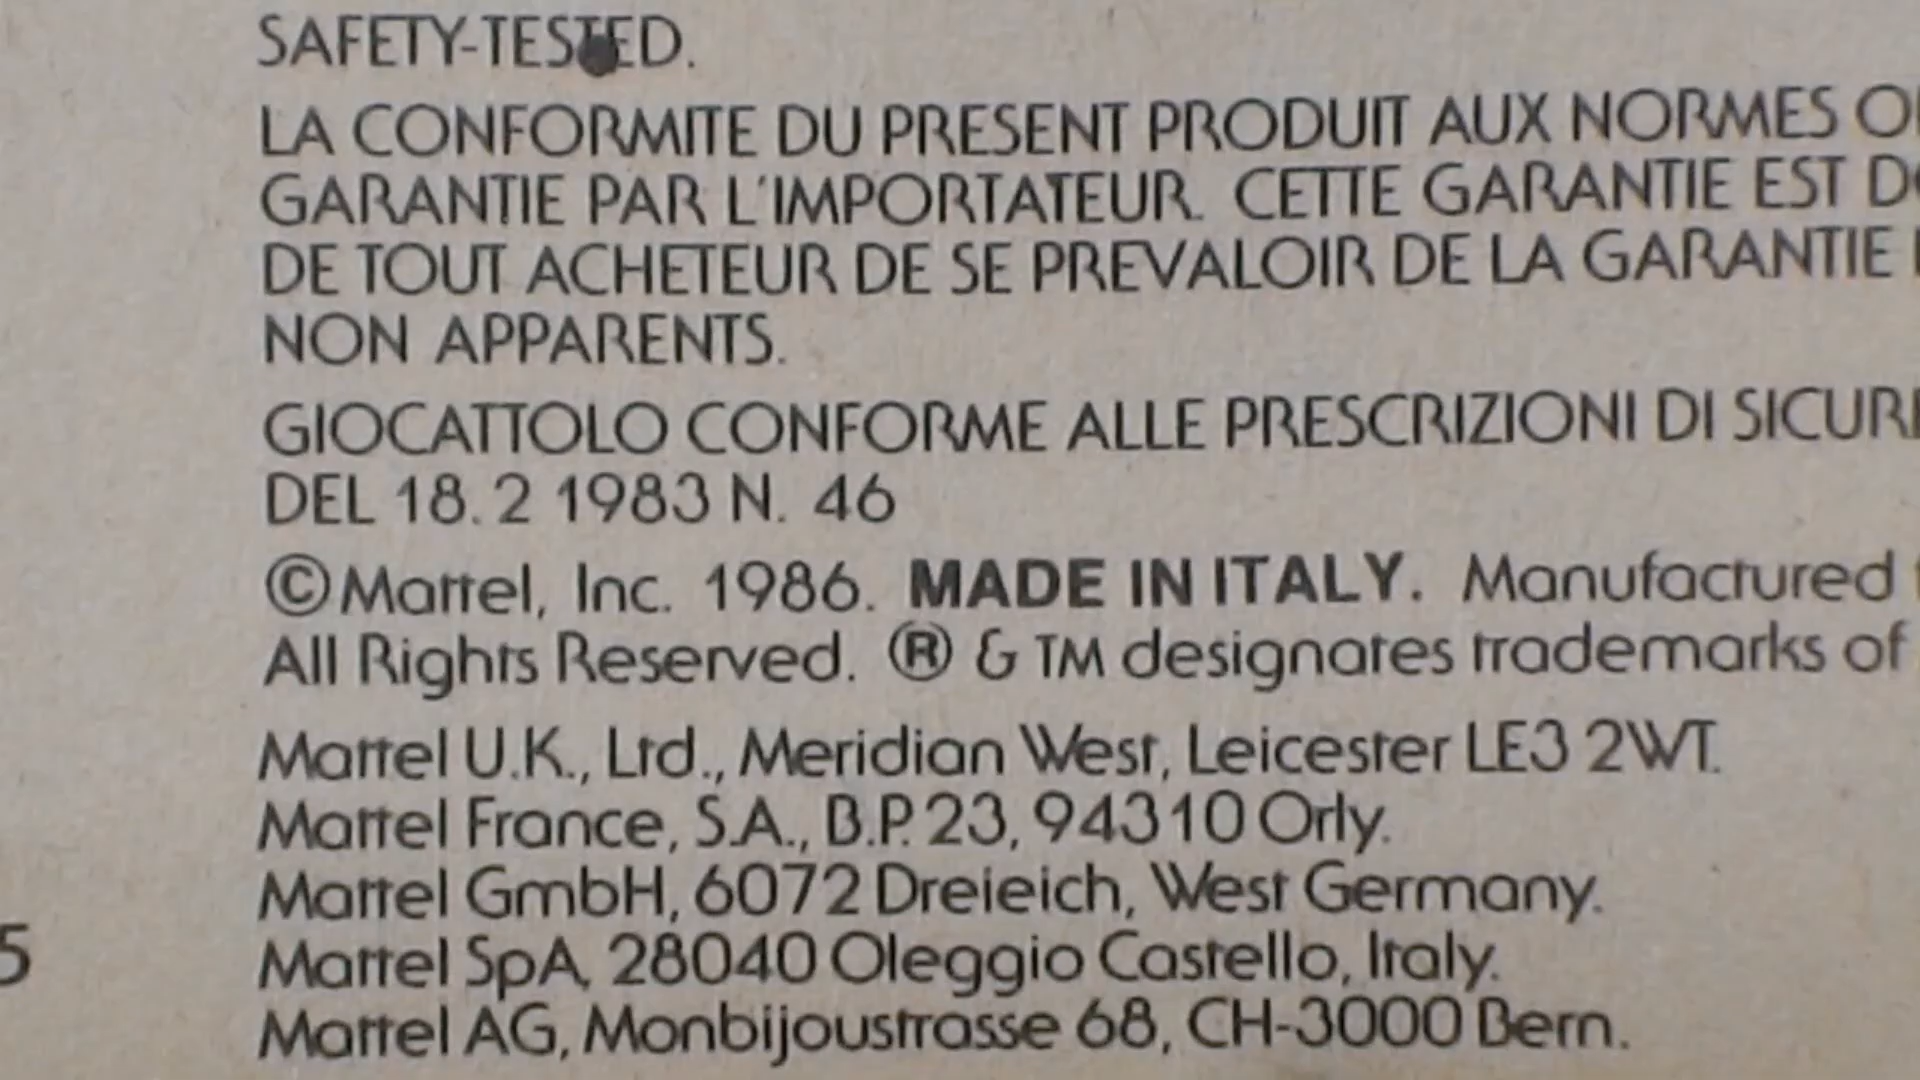 SAFETY-TESTED.
LA CONFORMITE DU PRESENT PRODUIT AUX NORMES
GARANTIE PAR L'IMPORTATEUR. CETTE GARANTIE EST
DE TOUT ACHETEUR DE SE PREVALOIR DE LA GARANTIE
NON APPARENTS.
GIOCATTOLO CONFORME ALLE PRESCRIZIONI DI
DEL 18.2 1983 N. 46
©Mattel, Inc. 1986. MADE IN ITALY. Manufactured
All Rights Reserved. ® & TM designates trademarks of
Mattel U.K., Ltd., Meridian West, Leicester LE3 2WT.
Mattel France, S.A., B.P. 23, 94310 Orly.
Mattel GmbH, 6072 Dreieich, West Germany.
5
Mattel SpA, 28040 Oleggio Castello, Italy.
Mattel AG, Monbijoustrasse 68, CH-3000 Bern.